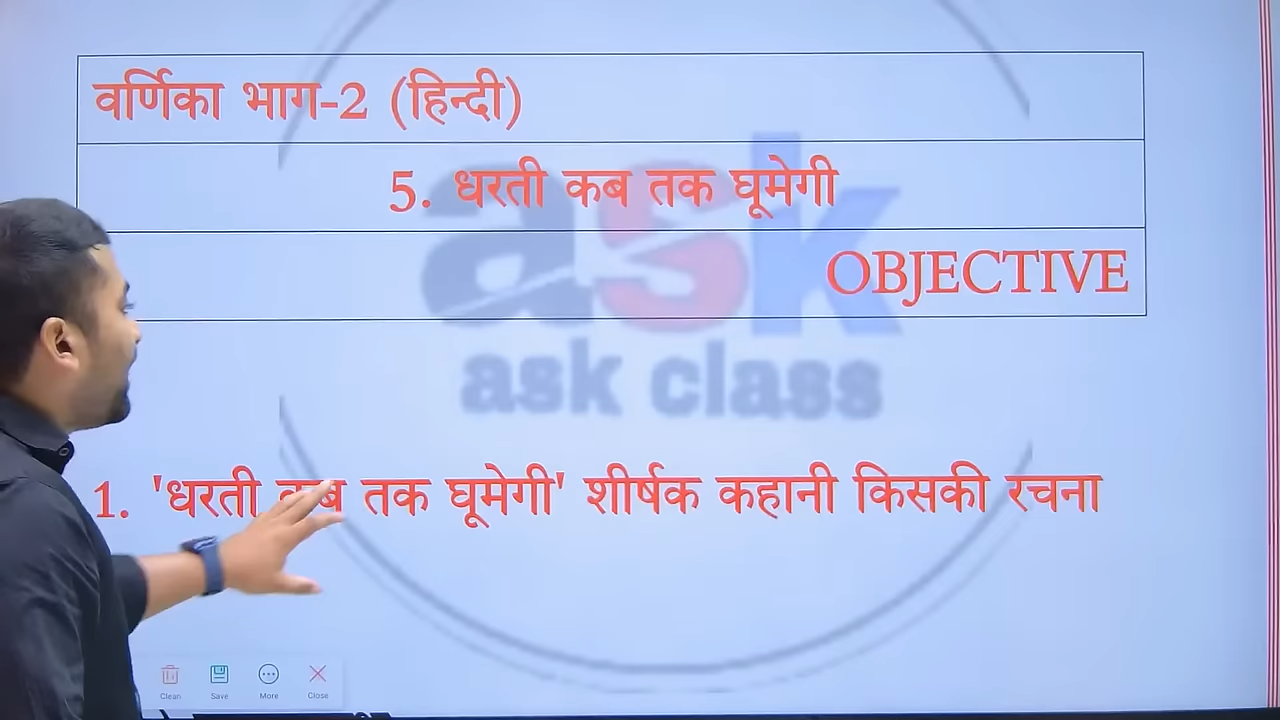 वर्णिका भाग-2 (हिन्दी)
5. धरती कब तक घूमेगी
OBJECTIVE
ask
ask class
1. 'धरती कब तक घूमेगी' शीर्षक कहानी किसकी रचना
Clean Save More Close